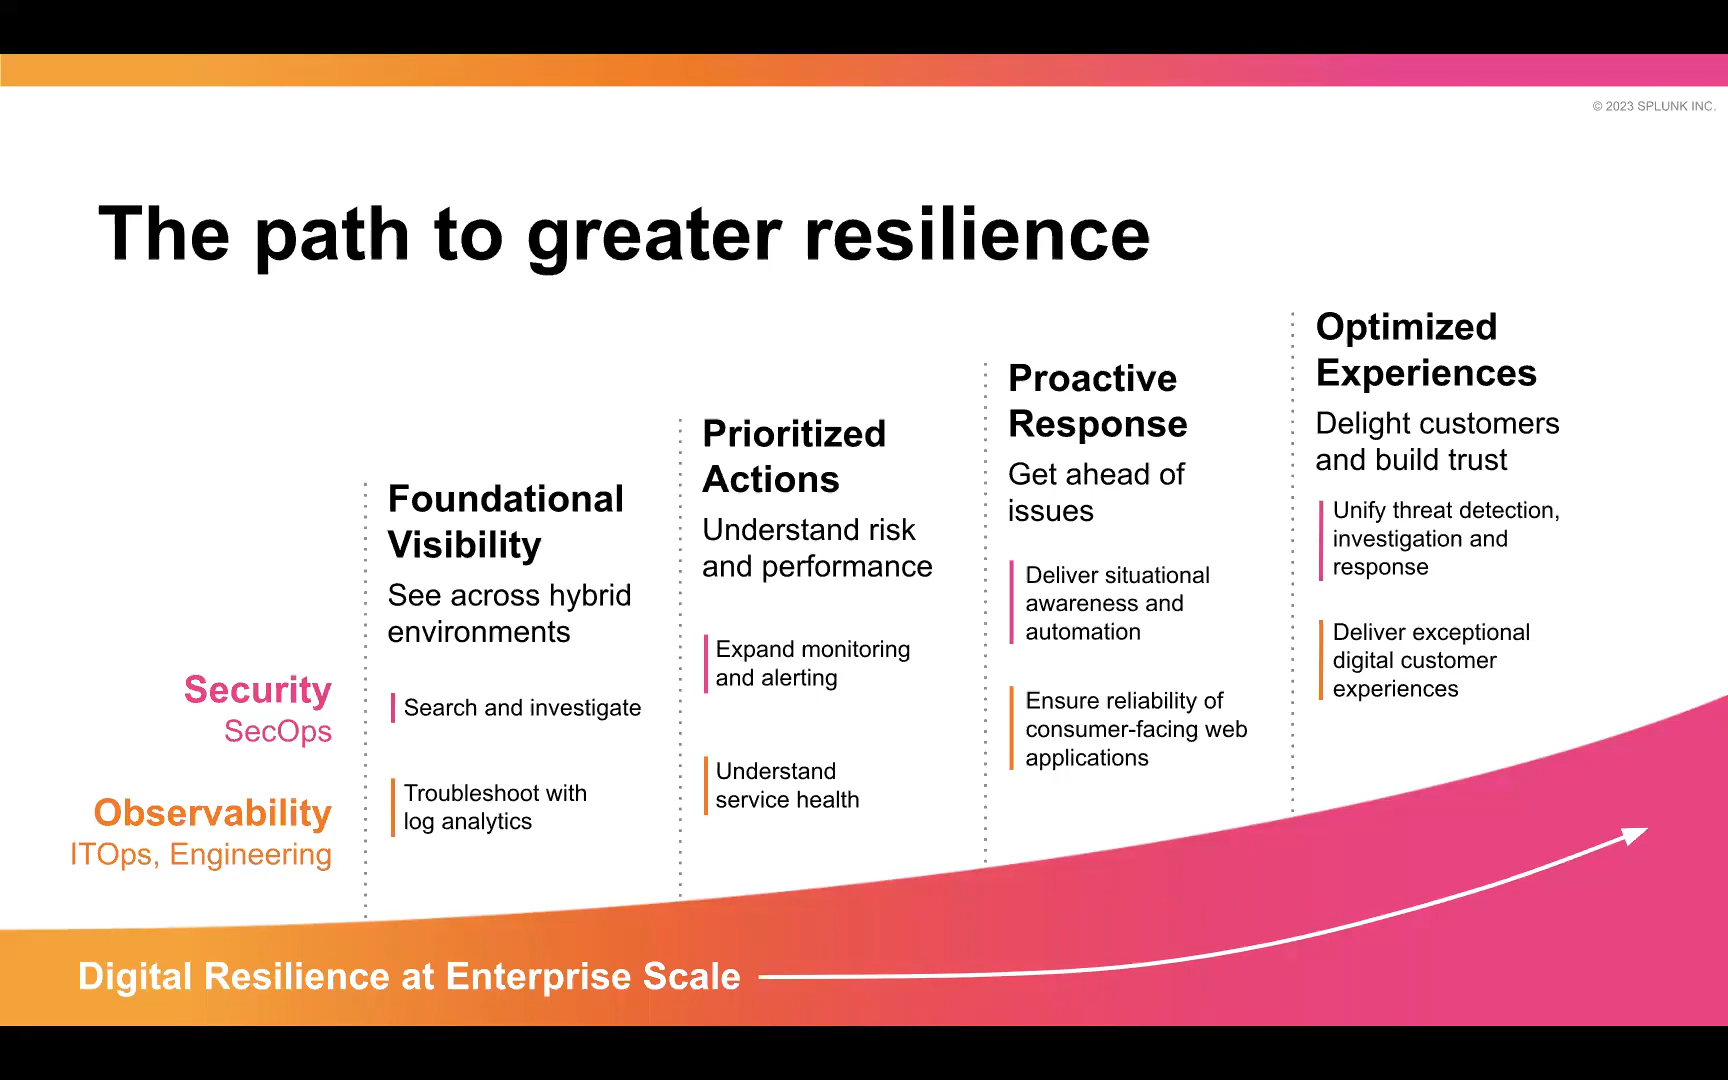 © 2023 SPLUNK INC.
The path to greater resilience
Foundational
Visibility
See across hybrid
environments
Search and investigate
Troubleshoot with
log analytics
Prioritized
Actions
Understand risk
and performance
Expand monitoring
and alerting
Understand
service health
Proactive
Response
Get ahead of
issues
Deliver situational
awareness and
automation
Ensure reliability of
consumer-facing web
applications
Optimized
Experiences
Delight customers
and build trust
Unify threat detection,
investigation and
response
Deliver exceptional
digital customer
experiences
Security
SecOps
Observability
ITOps, Engineering
Digital Resilience at Enterprise Scale